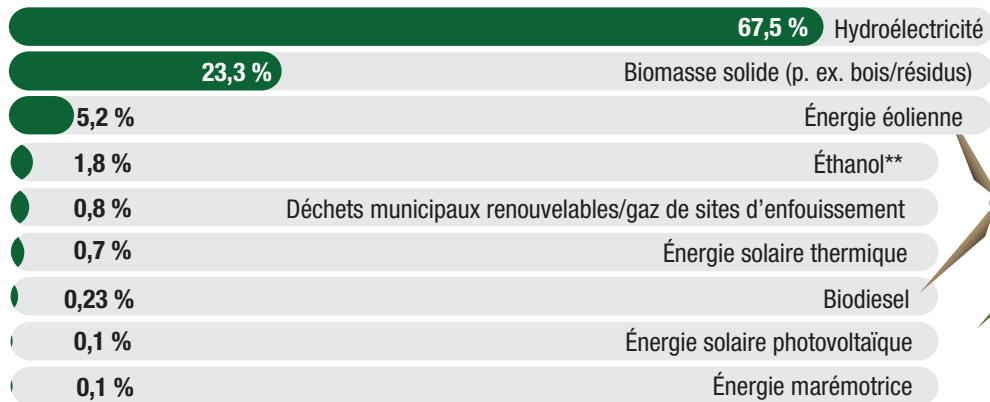 67,5 % Hydroélectricité
23,3 % Biomasse solide (p. ex. bois/résidus)
5,2 % Énergie éolienne
1,8 % Éthanol**
0,8 % Déchets municipaux renouvelables/gaz de sites d’enfouissement
0,7 % Énergie solaire thermique
0,23 % Biodiesel
0,1 % Énergie solaire photovoltaïque
0,1 % Énergie marémotrice